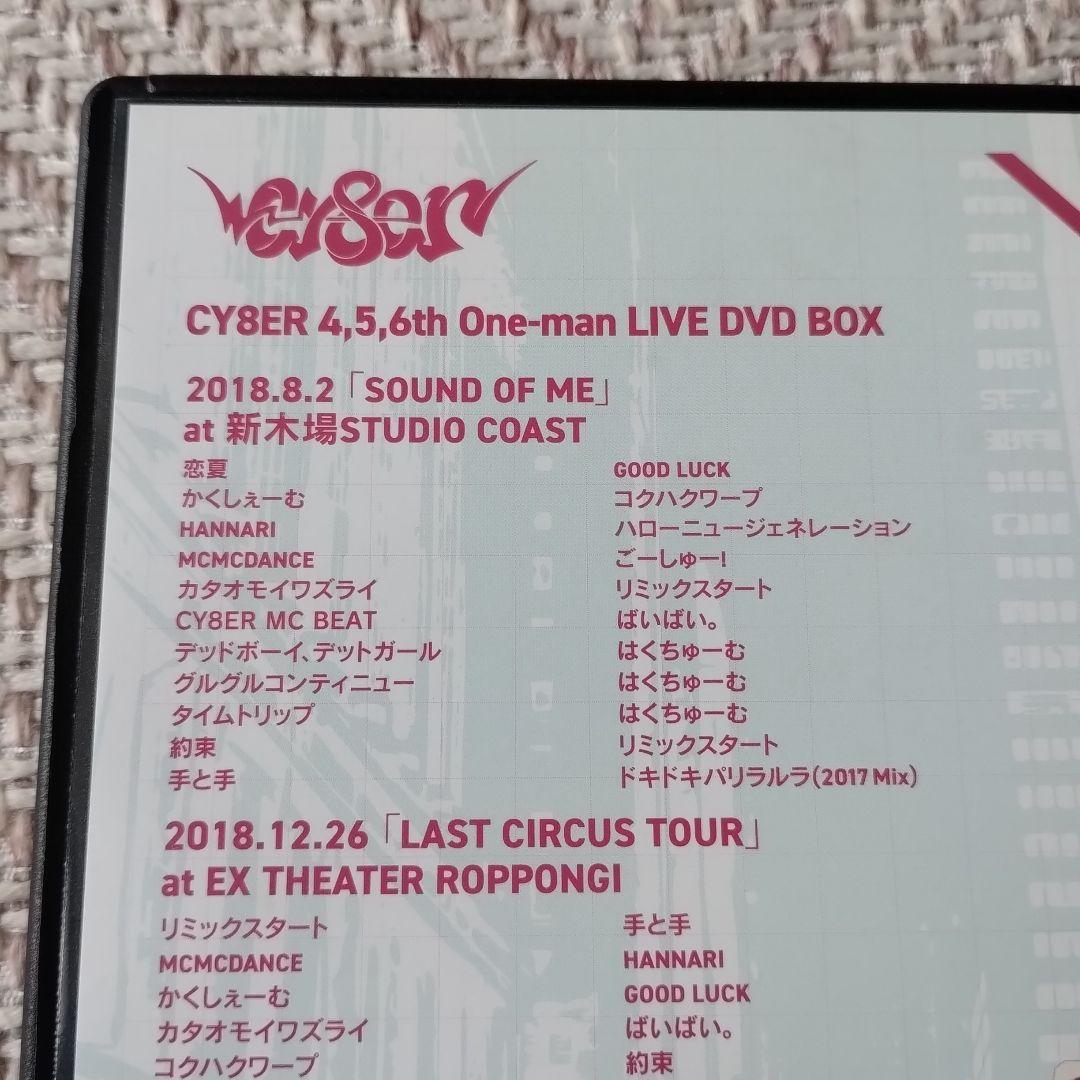 cy8er
CY8ER 4,5,6th One-man LIVE DVD BOX
2018.8.2「SOUND OF ME」
at 新木場STUDIO COAST
恋夏
かくしぇーむ
HANNARI
MCMCDANCE
カタオモイワズライ
CY8ER MC BEAT
デッドボーイ、デットガール
グルグルコンティニュー
タイムトリップ
約束
手と手
GOOD LUCK
コクハクワープ
ハローニュージェネレーション
ごーしゅー!
リミックスタート
ばいばい。
はくちゅーむ
はくちゅーむ
はくちゅーむ
リミックスタート
ドキドキパリラルラ(2017 Mix)
2018.12.26「LAST CIRCUS TOUR」
at EX THEATER ROPPONGI
リミックスタート
MCMCDANCE
かくしぇーむ
カタオモイワズライ
コクハクワープ
手と手
HANNARI
GOOD LUCK
ばいばい。
約束